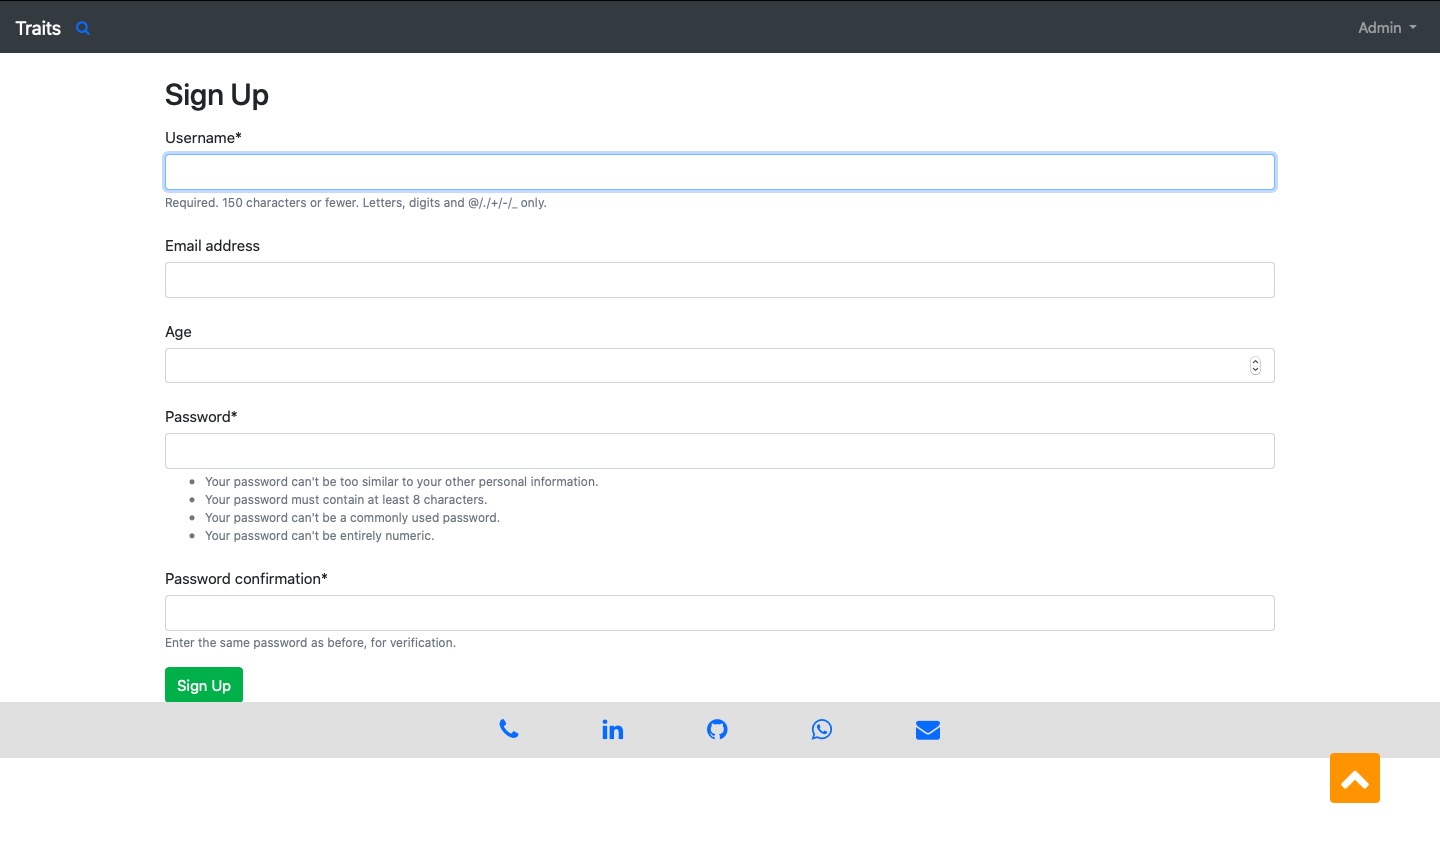 Traits
Admin
Sign Up
Username*
Required. 150 characters or fewer. Letters, digits and @/./+/-/_ only.
Email address
Age
Password*
Your password can't be too similar to your other personal information.
Your password must contain at least 8 characters.
Your password can't be a commonly used password.
Your password can't be entirely numeric.
Password confirmation*
Enter the same password as before, for verification.
Sign Up